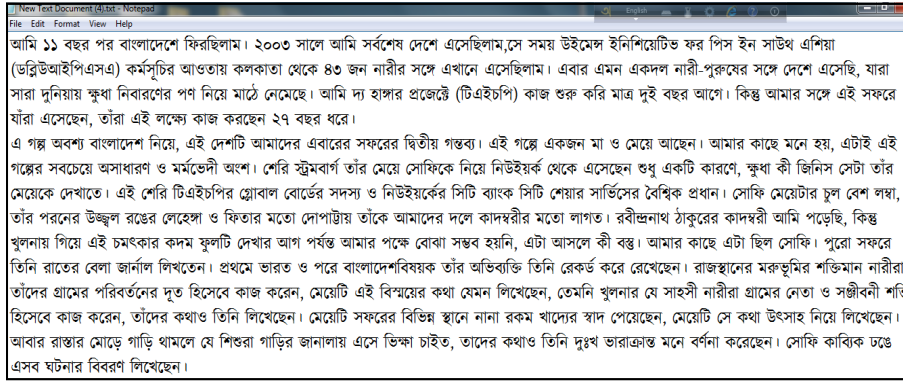 New Text Document (4).txt - Notepad
English
File Edit Format View Help
আমি ১১ বছর পর বাংলাদেশে ফিরছিলাম। ২০০৩ সালে আমি সর্বশেষ দেশে এসেছিলাম,সে সময় উইমেন্স ইনিশিয়েটিভ ফর পিস ইন সাউথ এশিয়া
(ডব্লিউআইপিএসএ) কর্মসূচির আওতায় কলকাতা থেকে ৪৩ জন নারীর সঙ্গে এখানে এসেছিলাম। এবার এমন একদল নারী-পুরুষের সঙ্গে দেশে এসেছি, যারা
সারা দুনিয়ায় ক্ষুধা নিবারণের পণ নিয়ে মাঠে নেমেছে। আমি দ্য হাঙ্গার প্রজেক্টে (টিএইচপি) কাজ শুরু করি মাত্র দুই বছর আগে। কিন্তু আমার সঙ্গে এই সফরে
যাঁরা এসেছেন, তাঁরা এই লক্ষ্যে কাজ করছেন ২৭ বছর ধরে।
এ গল্প অবশ্য বাংলাদেশ নিয়ে, এই দেশটি আমাদের এবারের সফরের দ্বিতীয় গন্তব্য। এই গল্পে একজন মা ও মেয়ে আছেন। আমার কাছে মনে হয়, এটাই এই
গল্পের সবচেয়ে অসাধারণ ও মর্মভেদী অংশ। শেরি স্ট্রমবার্গ তাঁর মেয়ে সোফিকে নিয়ে নিউইয়র্ক থেকে এসেছেন শুধু একটি কারণে, ক্ষুধা কী জিনিস সেটা তাঁর
মেয়েকে দেখাতে। এই শেরি টিএইচপির গ্লোবাল বোর্ডের সদস্য ও নিউইয়র্কের সিটি ব্যাংক সিটি শেয়ার সার্ভিসের বৈশ্বিক প্রধান। সোফি মেয়েটার চুল বেশ লম্বা,
তাঁর পরনের উজ্জ্বল রঙের লেহেঙ্গা ও ফিতার মতো দোপাট্টায় তাঁকে আমাদের দলে কাদম্বরীর মতো লাগত। রবীন্দ্রনাথ ঠাকুরের কাদম্বরী আমি পড়েছি, কিন্তু
খুলনায় গিয়ে এই চমৎকার কদম ফুলটি দেখার আগ পর্যন্ত আমার পক্ষে বোঝা সম্ভব হয়নি, এটা আসলে কী বস্তু। আমার কাছে এটা ছিল সোফি। পুরো সফরে
তিনি রাতের বেলা জার্নাল লিখতেন। প্রথমে ভারত ও পরে বাংলাদেশবিষয়ক তাঁর অভিব্যক্তি তিনি রেকর্ড করে রেখেছেন। রাজস্থানের মরুভূমির শক্তিমান নারীরা
তাঁদের গ্রামের পরিবর্তনের দূত হিসেবে কাজ করেন, মেয়েটি এই বিস্ময়ের কথা যেমন লিখেছেন, তেমনি খুলনার যে সাহসী নারীরা গ্রামের নেতা ও সঞ্জীবনী
হিসেবে কাজ করেন, তাঁদের কথাও তিনি লিখেছেন। মেয়েটি সফরের বিভিন্ন স্থানে নানা রকম খাদ্যের স্বাদ পেয়েছেন, মেয়েটি সে কথা উৎসাহ নিয়ে লিখেছেন।
আবার রাস্তার মোড়ে গাড়ি থামলে যে শিশুরা গাড়ির জানালায় এসে ভিক্ষা চাইত, তাদের কথাও তিনি দুঃখ ভারাক্রান্ত মনে বর্ণনা করেছেন। সোফি কাব্যিক ঢঙে
এসব ঘটনার বিবরণ লিখেছেন।